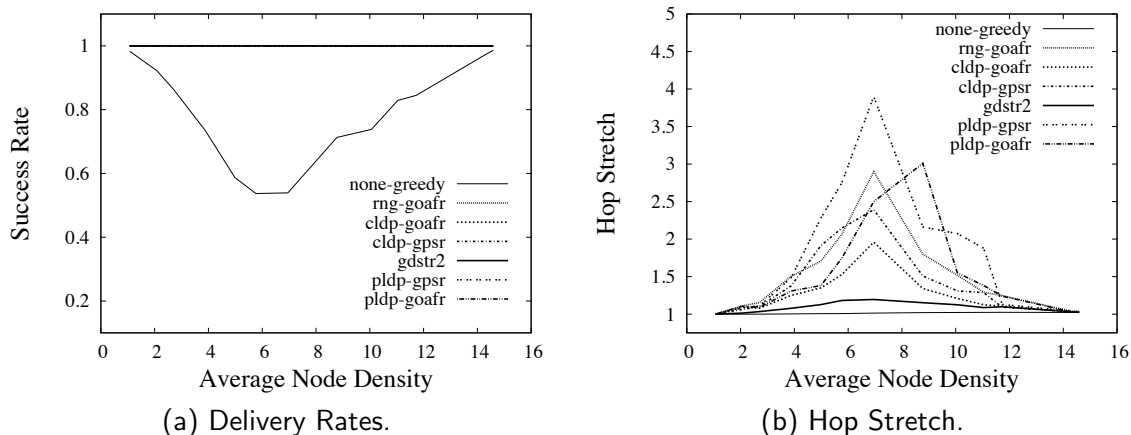 1
0.8
0.6
0.4
0.2
Success Rate
none-greedy
rng-goafr
cldp-goafr
cldp-gpsr
gdstr2
pldp-gpsr
pldp-goafr
0 2 4 6 8 10 12 14 16
Average Node Density
(a) Delivery Rates.
5
4.5
4
3.5
3
2.5
2
1.5
1
Hop Stretch
none-greedy
rng-goafr
cldp-goafr
cldp-gpsr
gdstr2
pldp-gpsr
pldp-goafr
0 2 4 6 8 10 12 14 16
Average Node Density
(b) Hop Stretch.